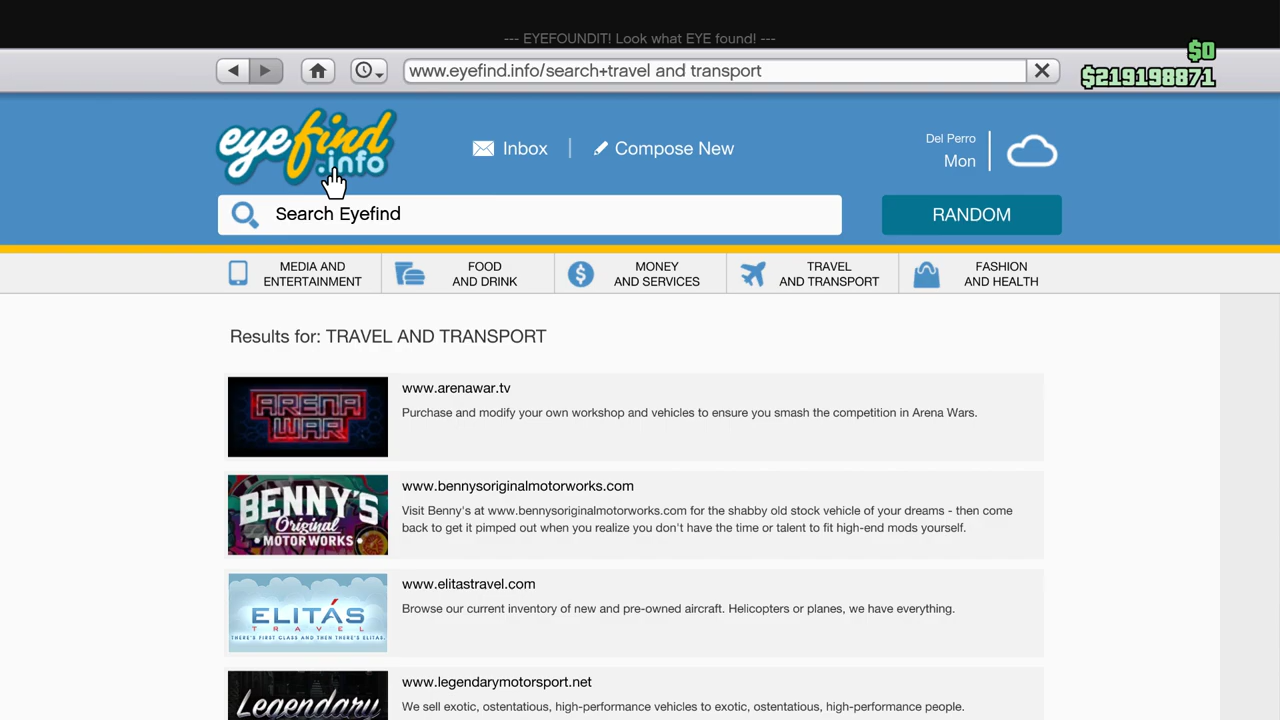 --- EYEFOUNDIT! Look what EYE found! ---
$0
www.eyefind.info/search+travel and transport
$219198871
eyefind
.info
Inbox
Compose New
Del Perro
Mon
Search Eyefind
RANDOM
MEDIA AND
ENTERTAINMENT
FOOD
AND DRINK
MONEY
AND SERVICES
TRAVEL
AND TRANSPORT
FASHION
AND HEALTH
Results for: TRAVEL AND TRANSPORT
ARENA
WAR
www.arenawar.tv
Purchase and modify your own workshop and vehicles to ensure you smash the competition in Arena Wars.
BENNY'S
Original
MOTOR WORKS
www.bennysoriginalmotorworks.com
Visit Benny's at www.bennysoriginalmotorworks.com for the shabby old stock vehicle of your dreams - then come
back to get it pimped out when you realize you don't have the time or talent to fit high-end mods yourself.
ELITÁS
TRAVEL
THERE'S FIRST CLASS AND THEN THERE'S ELITAS.
www.elitastravel.com
Browse our current inventory of new and pre-owned aircraft. Helicopters or planes, we have everything.
Legendary
www.legendarymotorsport.net
We sell exotic, ostentatious, high-performance vehicles to exotic, ostentatious, high-performance people.